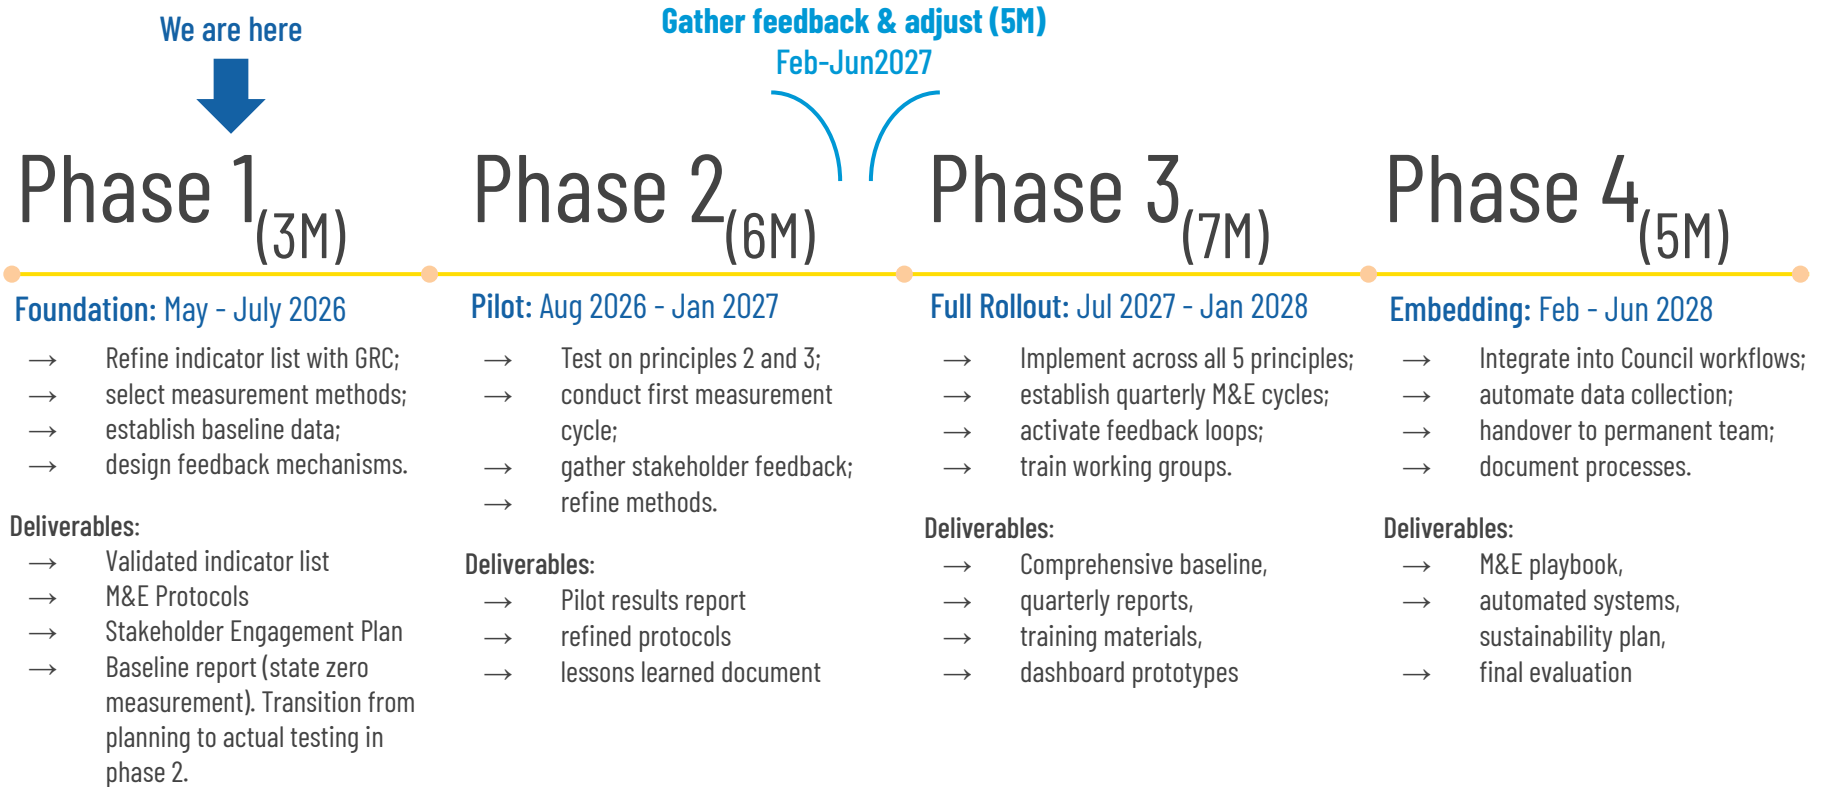 We are here
Gather feedback & adjust (5M)
Feb-Jun2027
Phase 1(3M)
Foundation: May - July 2026
→ Refine indicator list with GRC;
→ select measurement methods;
→ establish baseline data;
→ design feedback mechanisms.
Deliverables:
→ Validated indicator list
→ M&E Protocols
→ Stakeholder Engagement Plan
→ Baseline report (state zero
measurement). Transition from
planning to actual testing in
phase 2.
Phase 2(6M)
Pilot: Aug 2026 - Jan 2027
→ Test on principles 2 and 3;
→ conduct first measurement
cycle;
→ gather stakeholder feedback;
→ refine methods.
Deliverables:
→ Pilot results report
→ refined protocols
→ lessons learned document
Phase 3(7M)
Full Rollout: Jul 2027 - Jan 2028
→ Implement across all 5 principles;
→ establish quarterly M&E cycles;
→ activate feedback loops;
→ train working groups.
Deliverables:
→ Comprehensive baseline,
→ quarterly reports,
→ training materials,
→ dashboard prototypes
Phase 4(5M)
Embedding: Feb - Jun 2028
→ Integrate into Council workflows;
→ automate data collection;
→ handover to permanent team;
→ document processes.
Deliverables:
→ M&E playbook,
→ automated systems,
sustainability plan,
→ final evaluation